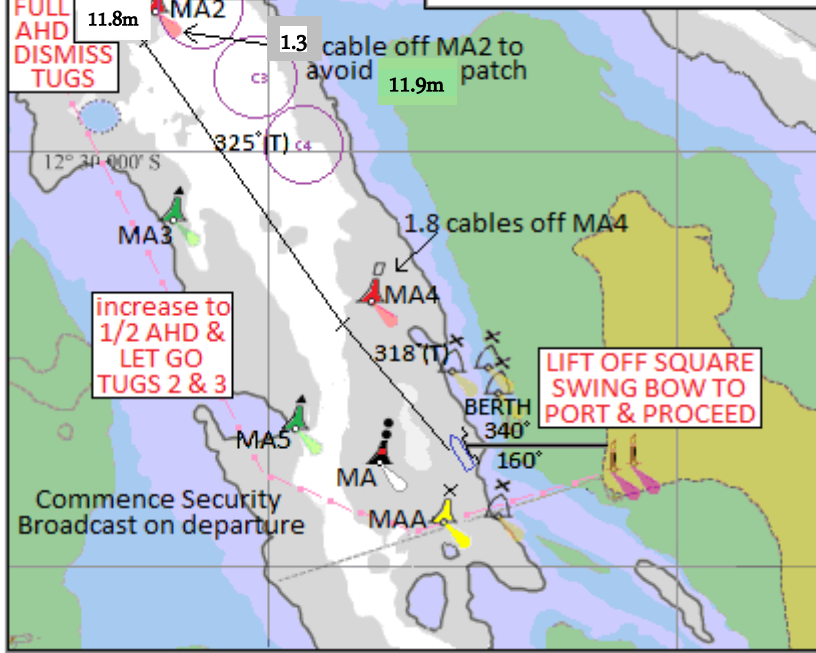 FULL
AHD
DISMISS
TUGS
11.8m
MA2
1.3 cable off MA2 to
avoid 11.9m patch
C3
325°(T)
C4
12° 30·000' S
MA3
1.8 cables off MA4
MA4
increase to
1/2 AHD &
LET GO
TUGS 2 & 3
318°(T)
LIFT OFF SQUARE
SWING BOW TO
PORT & PROCEED
BERTH
340°
160°
MA5
MA
Commence Security
Broadcast on departure
MAA